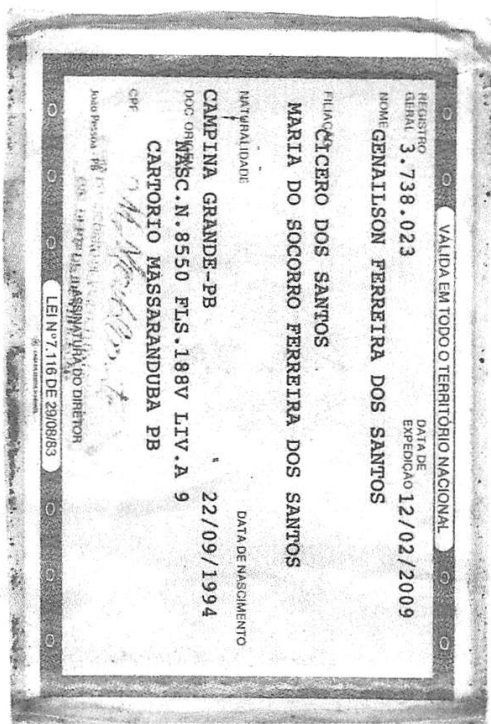 VALIDA EM TODO O TERRITÓRIO NACIONAL
REGISTRO GERAL 3.738.023 DATA DE EXPEDIÇÃO 12/02/2009
NOME GENAILSON FERREIRA DOS SANTOS
FILIAÇÃO CICERO DOS SANTOS
MARIA DO SOCORRO FERREIRA DOS SANTOS
NATURALIDADE DATA DE NASCIMENTO
CAMPINA GRANDE-PB 22/09/1994
DOC ORIGEM NASC.N.8550 FLS.188V LIV.A 9
CARTORIO MASSARANDUBA PB
CPF
João Pessoa - PB
ASSINATURA DO DIRETOR
LEI Nº 7.116 DE 29/08/83